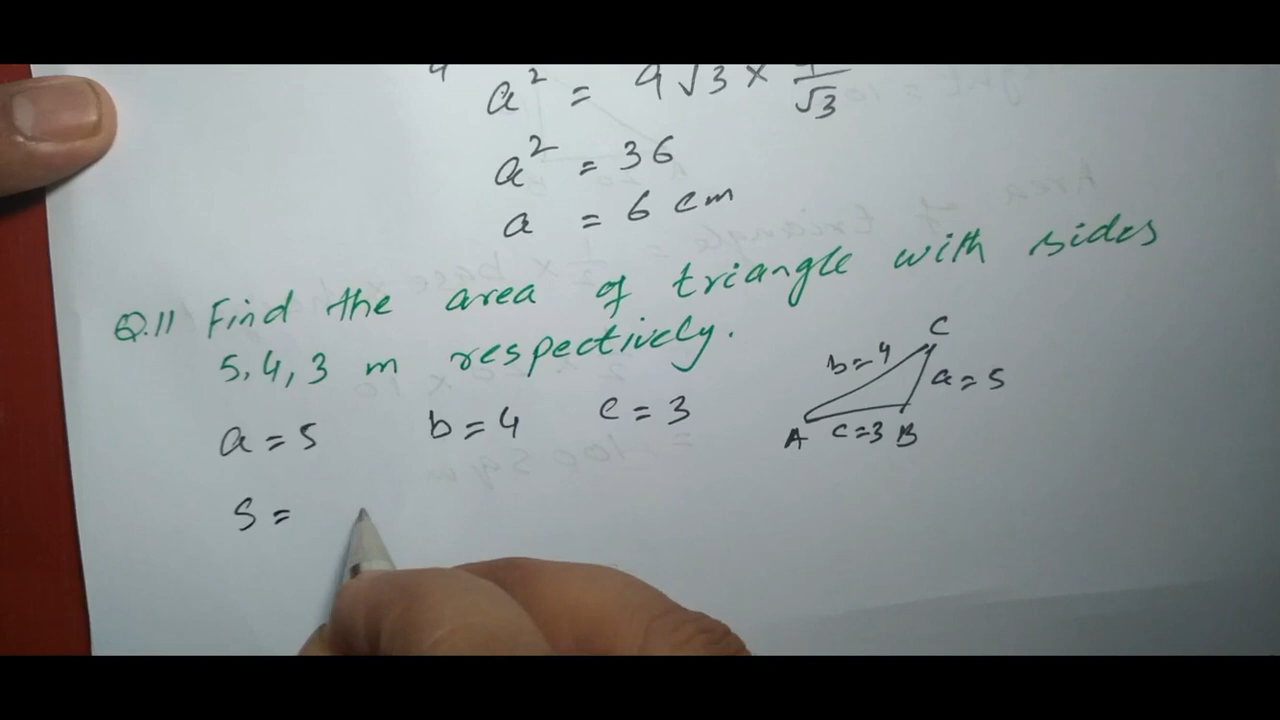 a² = 9√3 ×
√3
a² = 36
a = 6 cm
Q.11 Find the area of triangle with sides
5,4,3 m respectively.
a = 5 b = 4 c = 3
S =
C
b=4
a=5
A c=3 B